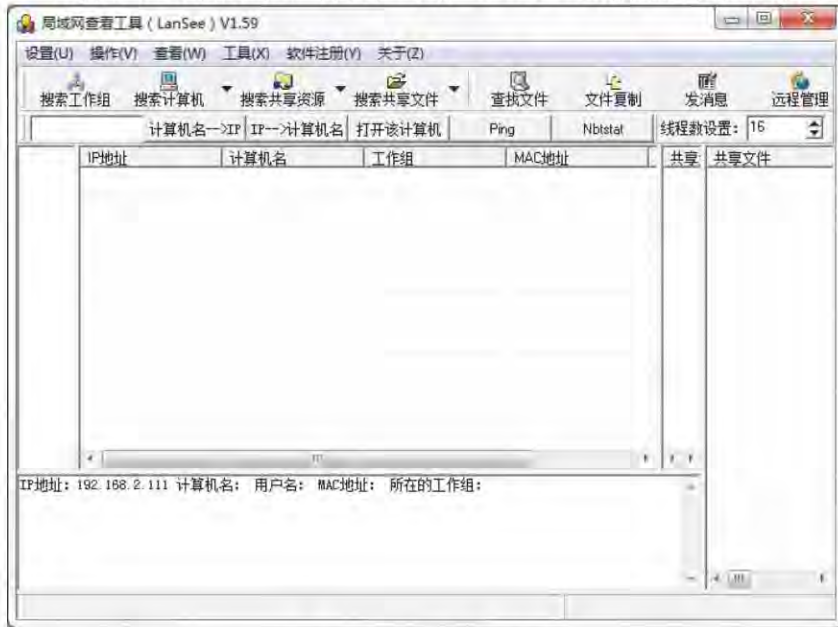 局域网查看工具（LanSee）V1.59
设置(U) 操作(V) 查看(W) 工具(X) 软件注册(Y) 关于(Z)
搜索工作组 搜索计算机 搜索共享资源 搜索共享文件 查找文件 文件复制 发消息 远程管理
计算机名-->IP IP-->计算机名 打开该计算机 Ping Nbtstat 线程数设置： 16
IP地址 计算机名 工作组 MAC地址 共享 共享文件
IP地址：192.168.2.111 计算机名： 用户名： MAC地址： 所在的工作组：